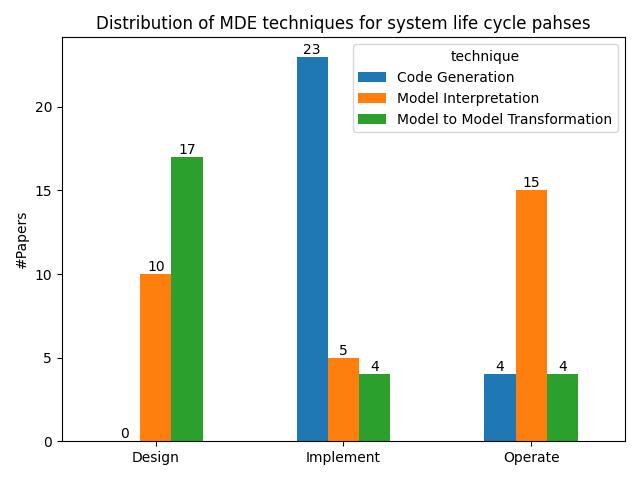 Distribution of MDE techniques for system life cycle pahses
technique
Code Generation
Model Interpretation
Model to Model Transformation
#Papers
20
15
10
5
0
0
10
17
23
5
4
4
15
4
Design
Implement
Operate